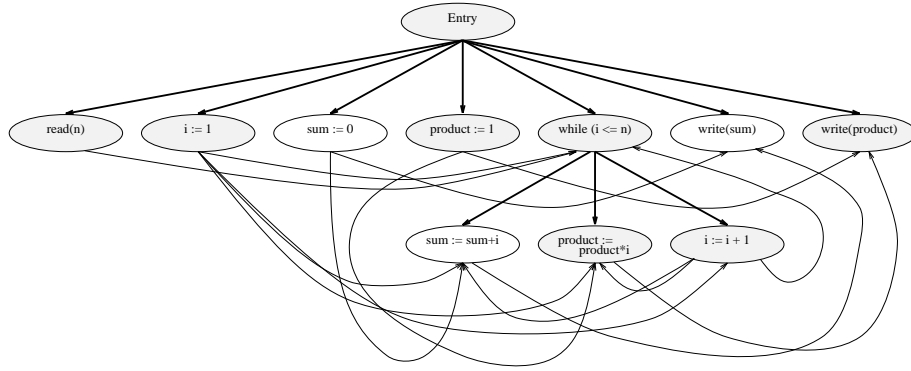 Entry
read(n)
i := 1
sum := 0
product := 1
while (i <= n)
write(sum)
write(product)
sum := sum+i
product :=
product*i
i := i + 1